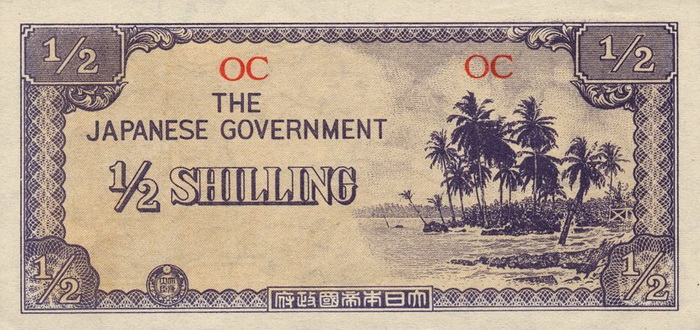 1/2 1/2
OC OC
THE
JAPANESE GOVERNMENT
1/2 SHILLING
1/2 1/2
大日本帝國政府